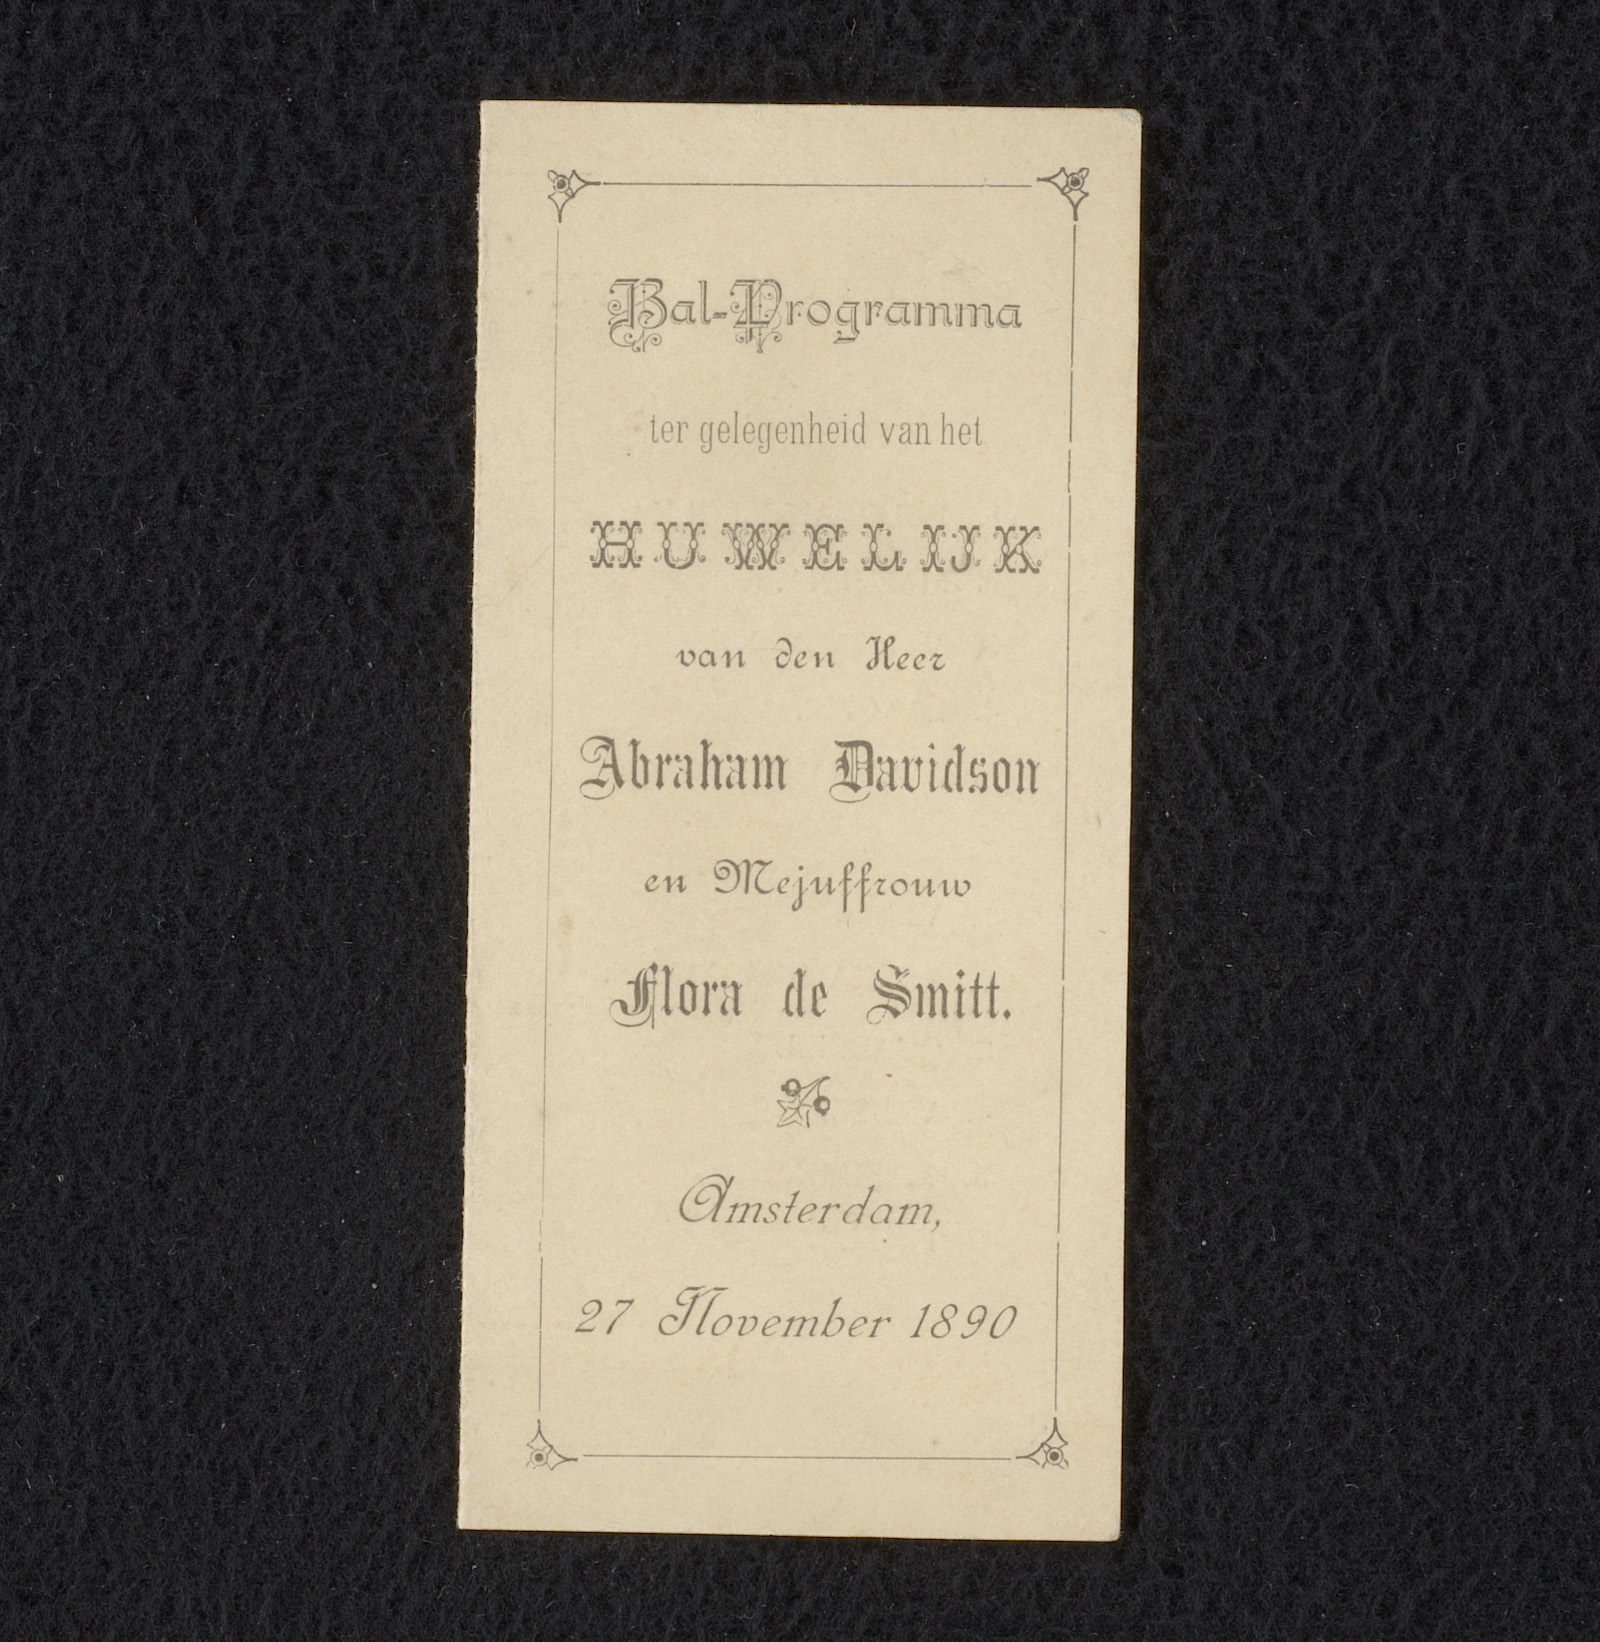 Bal-Programma
ter gelegenheid van het
HUWELIJK
van den Heer
Abraham Davidson
en Mejuffrouw
Flora de Smitt.
Amsterdam,
27 November 1890